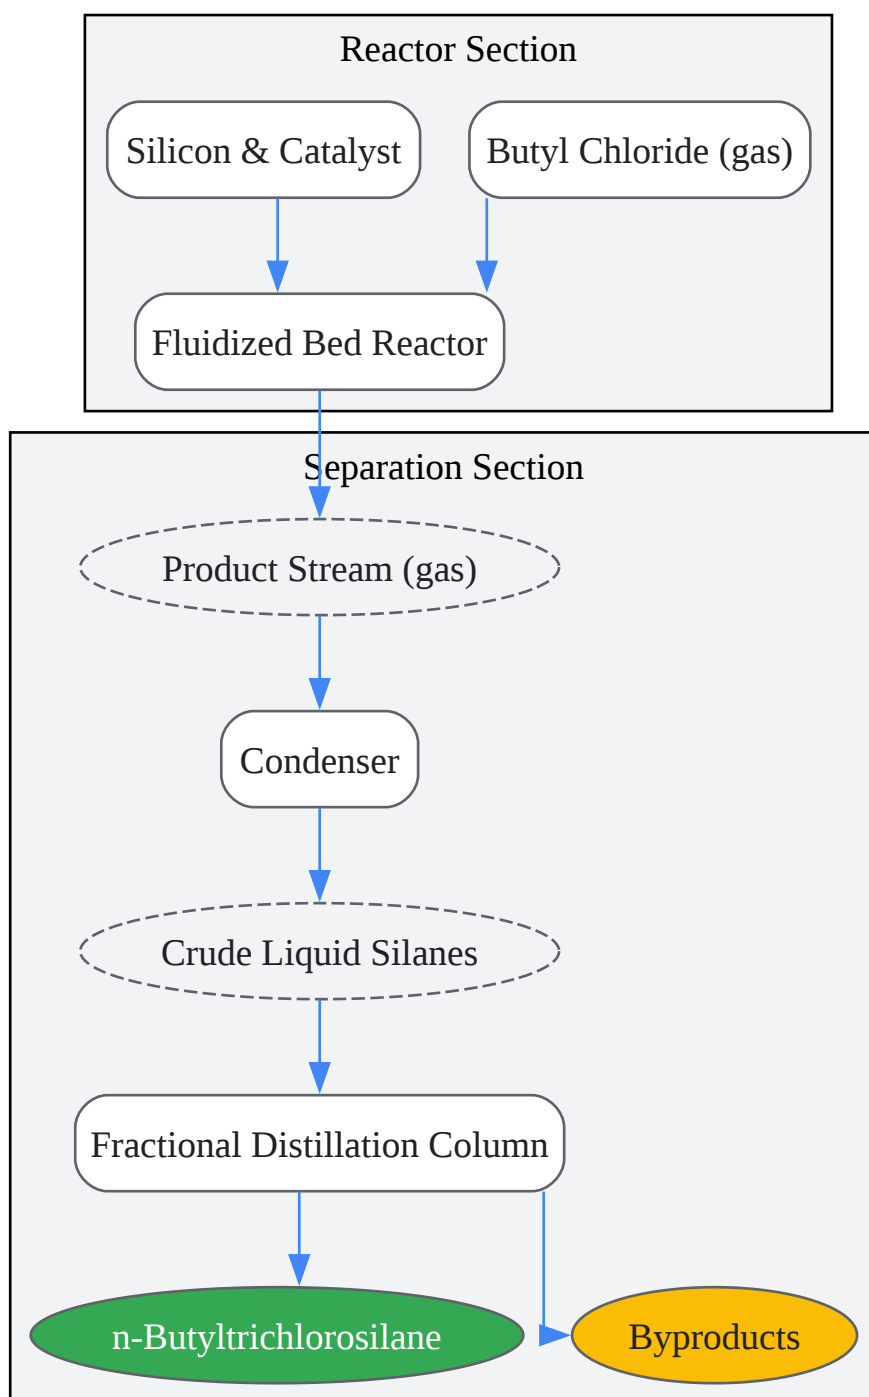 Reactor Section
Silicon & Catalyst
Butyl Chloride (gas)
Fluidized Bed Reactor
Separation Section
Product Stream (gas)
Condenser
Crude Liquid Silanes
Fractional Distillation Column
n-Butyltrichlorosilane
Byproducts